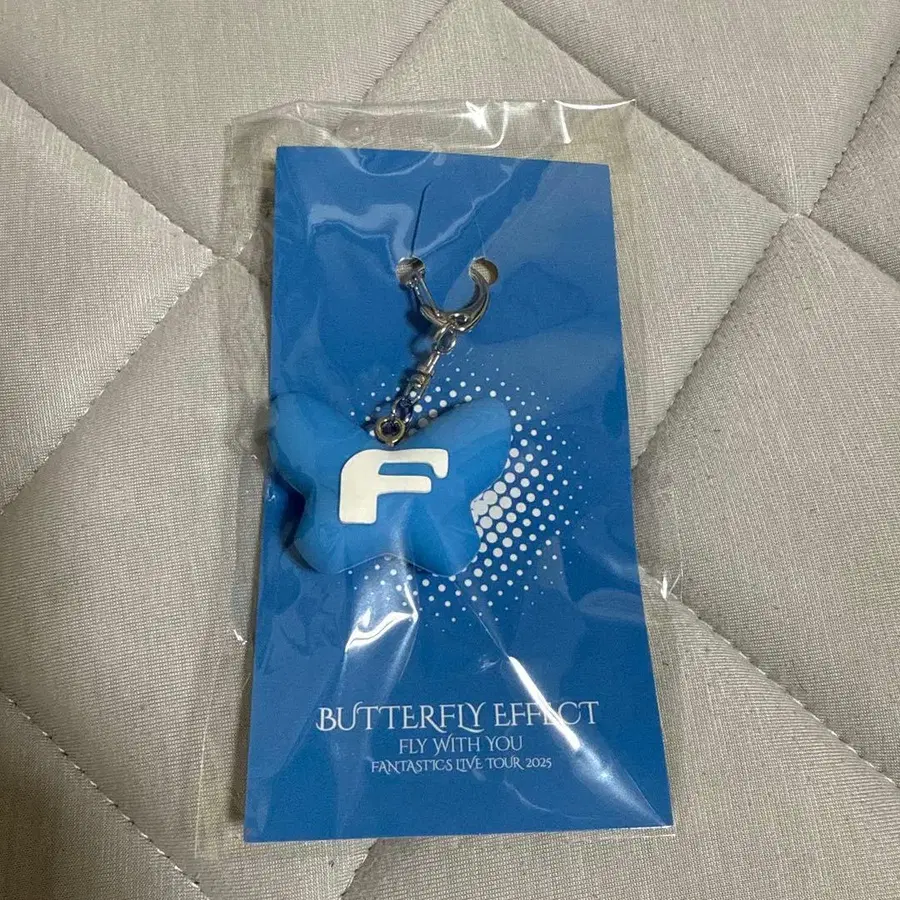 F
BUTTERFLY EFFECT
FLY WITH YOU
FANTASTICS LIVE TOUR 2025